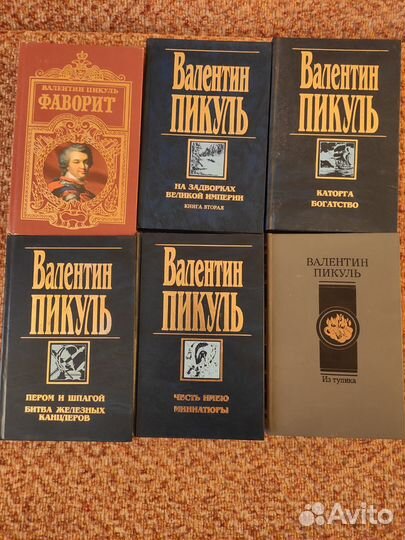 ВАЛЕНТИН ПИКУЛЬ
ФАВОРИТ
Валентин
ПИКУЛЬ
НА ЗАДВОРКАХ
ВЕЛИКОЙ ИМПЕРИИ
КНИГА ВТОРАЯ
Валентин
ПИКУЛЬ
КАТОРГА
БОГАТСТВО
Валентин
ПИКУЛЬ
ПЕРОМ И ШПАГОЙ
БИТВА ЖЕЛЕЗНЫХ
КАНЦЛЕРОВ
Валентин
ПИКУЛЬ
ЧЕСТЬ ИМЕЮ
МИНИАТЮРЫ
ВАЛЕНТИН
ПИКУЛЬ
Из тупика
Avito